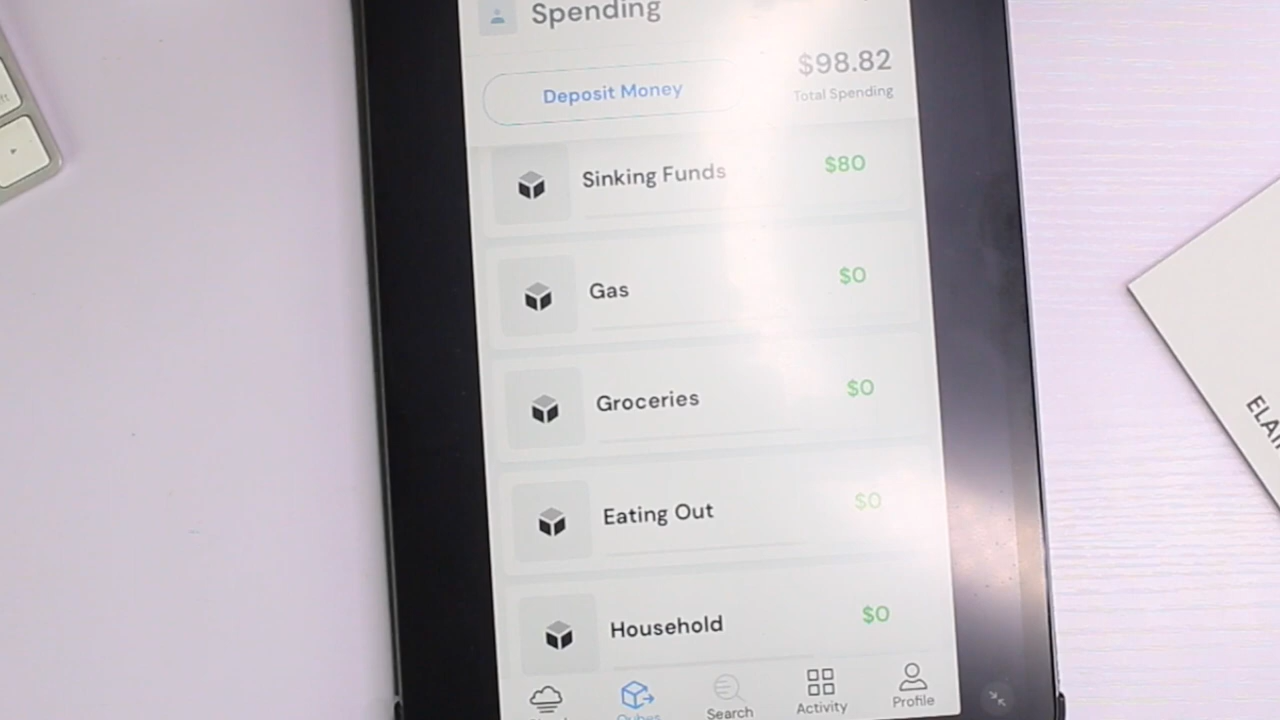 Spending
$98.82
Deposit Money
Total Spending
Sinking Funds $80
Gas $0
Groceries $0
Eating Out $0
Household $0
Qubes
Search
Activity
Profile